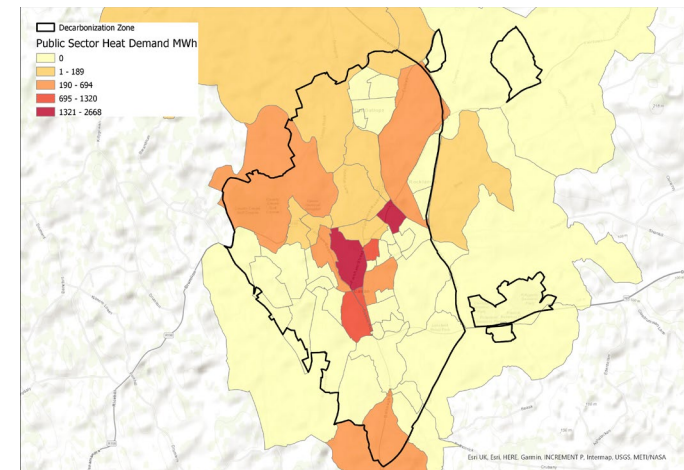 Decarbonization Zone
Public Sector Heat Demand MWh
0
1 - 189
190 - 694
695 - 1320
1321 - 2668
Esri UK, Esri, HERE, Garmin, INCREMENT P, Intermap, USGS, METI/NASA